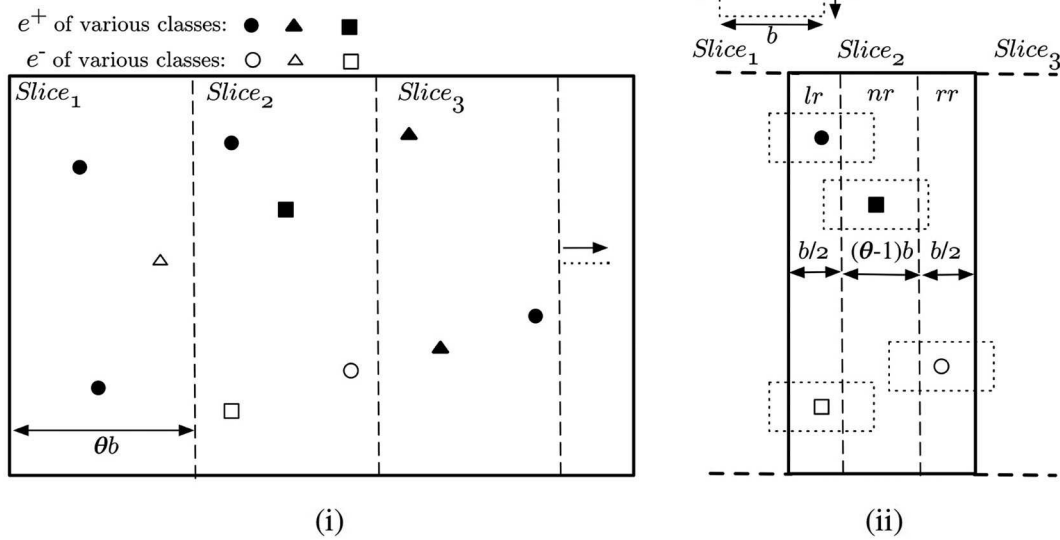 e+ of various classes:
e- of various classes:
Slice1 Slice2 Slice3
θb
(i)
b
Slice1 Slice2 Slice3
lr nr rr
b/2 (θ-1)b b/2
(ii)